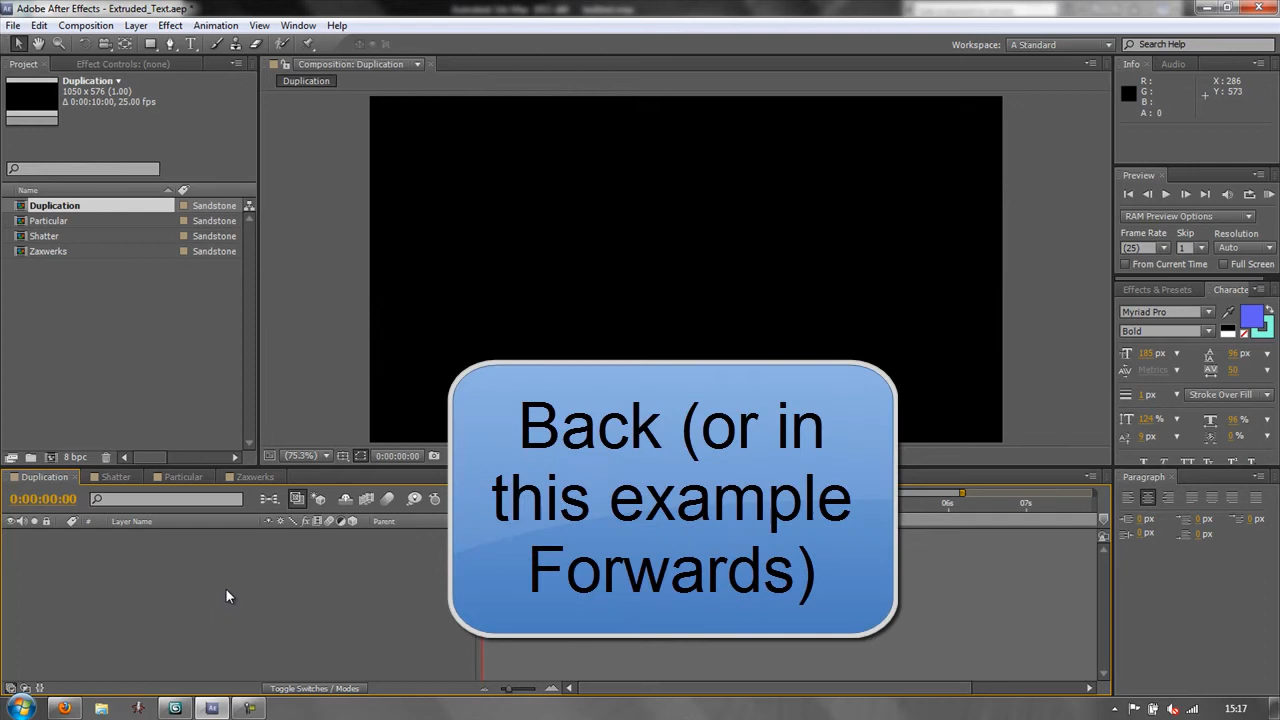 Adobe After Effects - Extruded_Text.aep *
File Edit Composition Layer Effect Animation View Window Help
Workspace: A Standard Search Help
Project Effect Controls: (none) Composition: Duplication Info Audio
Duplication
1050 x 576 (1.00)
Δ 0:00:10:00, 25.00 fps
Duplication
R :
G :
B :
A : 0
X : 286
Y : 573
Name
Duplication Sandstone
Particular Sandstone
Shatter Sandstone
Zaxwerks Sandstone
Preview
RAM Preview Options
Frame Rate Skip Resolution
(25) 1 Auto
From Current Time Full Screen
Effects & Presets Characte
Myriad Pro
Bold
185 px 96 px
Metrics 50
1 px Stroke Over Fill
124 % 96 %
9 px 0 %
8 bpc (75.3%) 0:00:00:00
Back (or in
this example
Forwards)
Duplication Shatter Particular Zaxwerks
0:00:00:00
06s 07s
# Layer Name Parent
Paragraph
0 px 0 px 0 px
0 px 0 px
Toggle Switches / Modes
15:17